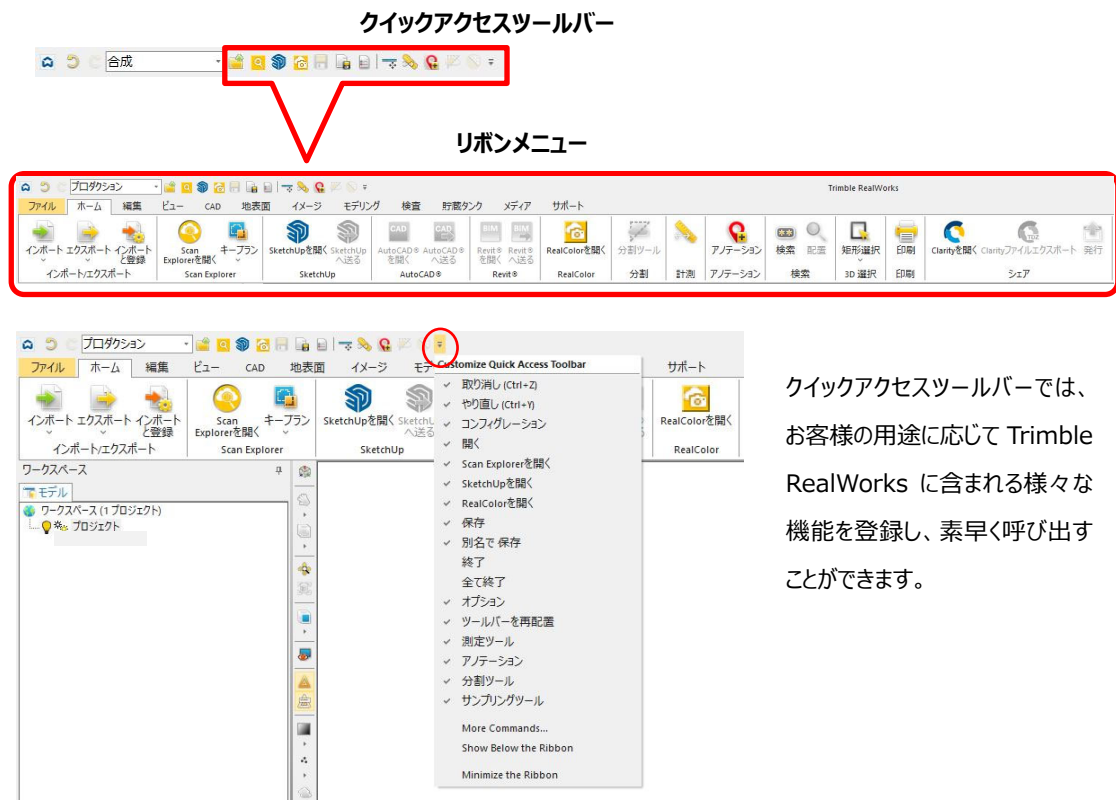 クイックアクセスツールバー
合成
リボンメニュー
プロダクション
Trimble RealWorks
ファイル ホーム 編集 ビュー CAD 地表面 イメージ モデリング 検査 貯蔵タンク メディア サポート
インポート エクスポート インポートと登録 Scan Explorerを開く キープラン SketchUpを開く SketchUpへ送る AutoCAD®を開く AutoCAD®へ送る Revit®を開く Revit®へ送る RealColorを開く 分割ツール アノテーション 検索 配置 矩形選択 印刷 Clarityを開く Clarityファイルエクスポート 発行
インポート/エクスポート Scan Explorer SketchUp AutoCAD® Revit® RealColor 分割 計測 アノテーション 検索 3D 選択 印刷 シェア
プロダクション
ファイル ホーム 編集 ビュー CAD 地表面 イメージ モデ サポート
インポート エクスポート インポートと登録 Scan Explorerを開く キープラン SketchUpを開く SketchU へ送る RealColorを開く
インポート/エクスポート Scan Explorer SketchUp RealColor
ワークスペース
モデル
ワークスペース (1 プロジェクト)
プロジェクト
Customize Quick Access Toolbar
取り消し (Ctrl+Z)
やり直し (Ctrl+Y)
コンフィグレーション
開く
Scan Explorerを開く
SketchUpを開く
RealColorを開く
保存
別名で 保存
終了
全て終了
オプション
ツールバーを再配置
測定ツール
アノテーション
分割ツール
サンプリングツール
More Commands...
Show Below the Ribbon
Minimize the Ribbon
クイックアクセスツールバーでは、
お客様の用途に応じて Trimble
RealWorks に含まれる様々な
機能を登録し、素早く呼び出す
ことができます。